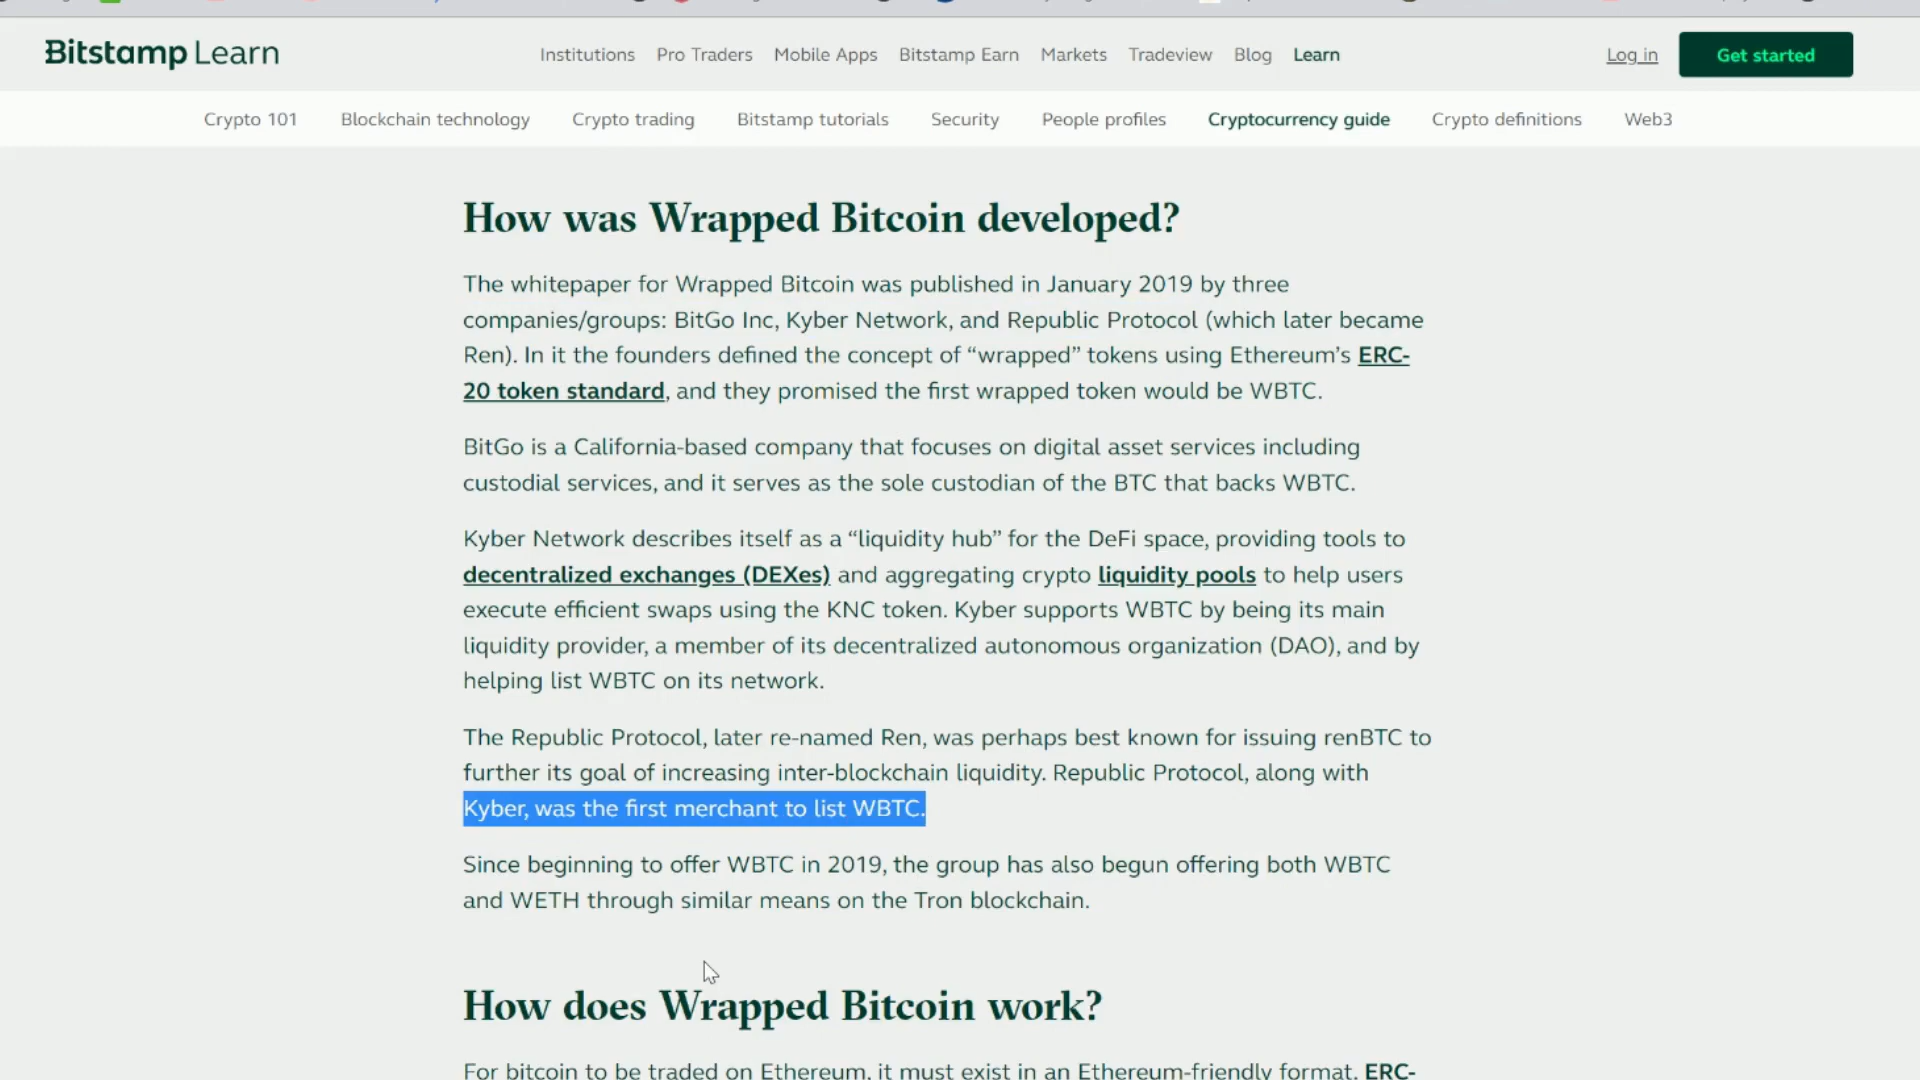 Bitstamp Learn
Institutions Pro Traders Mobile Apps Bitstamp Earn Markets Tradeview Blog Learn
Log in
Get started
Crypto 101 Blockchain technology Crypto trading Bitstamp tutorials Security People profiles Cryptocurrency guide Crypto definitions Web3
How was Wrapped Bitcoin developed?
The whitepaper for Wrapped Bitcoin was published in January 2019 by three
companies/groups: BitGo Inc, Kyber Network, and Republic Protocol (which later became
Ren). In it the founders defined the concept of “wrapped” tokens using Ethereum’s ERC-
20 token standard, and they promised the first wrapped token would be WBTC.
BitGo is a California-based company that focuses on digital asset services including
custodial services, and it serves as the sole custodian of the BTC that backs WBTC.
Kyber Network describes itself as a “liquidity hub” for the DeFi space, providing tools to
decentralized exchanges (DEXes) and aggregating crypto liquidity pools to help users
execute efficient swaps using the KNC token. Kyber supports WBTC by being its main
liquidity provider, a member of its decentralized autonomous organization (DAO), and by
helping list WBTC on its network.
The Republic Protocol, later re-named Ren, was perhaps best known for issuing renBTC to
further its goal of increasing inter-blockchain liquidity. Republic Protocol, along with
Kyber, was the first merchant to list WBTC.
Since beginning to offer WBTC in 2019, the group has also begun offering both WBTC
and WETH through similar means on the Tron blockchain.
How does Wrapped Bitcoin work?
For bitcoin to be traded on Ethereum, it must exist in an Ethereum-friendly format. ERC-